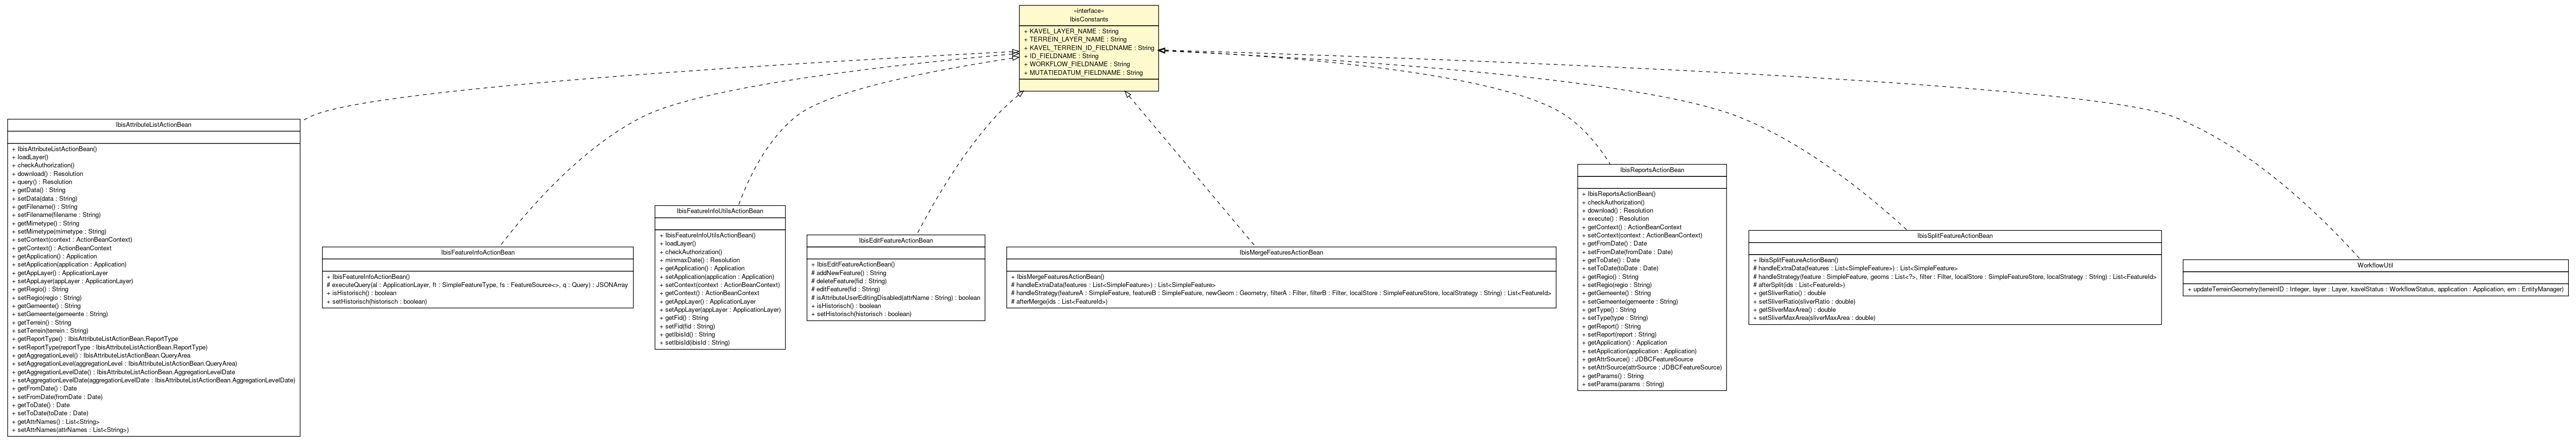 «interface»
IbisConstants
+ KAVEL_LAYER_NAME : String
+ TERREIN_LAYER_NAME : String
+ KAVEL_TERREIN_ID_FIELDNAME : String
+ ID_FIELDNAME : String
+ WORKFLOW_FIELDNAME : String
+ MUTATIEDATUM_FIELDNAME : String
IbisAttributeListActionBean
+ IbisAttributeListActionBean()
+ loadLayer()
+ checkAuthorization()
+ download() : Resolution
+ query() : Resolution
+ getData() : String
+ setData(data : String)
+ getFilename() : String
+ setFilename(filename : String)
+ getMimetype() : String
+ setMimetype(mimetype : String)
+ setContext(context : ActionBeanContext)
+ getContext() : ActionBeanContext
+ getApplication() : Application
+ setApplication(application : Application)
+ getAppLayer() : ApplicationLayer
+ setAppLayer(appLayer : ApplicationLayer)
+ getRegio() : String
+ setRegio(regio : String)
+ getGemeente() : String
+ setGemeente(gemeente : String)
+ getTerrein() : String
+ setTerrein(terrein : String)
+ getReportType() : IbisAttributeListActionBean.ReportType
+ setReportType(reportType : IbisAttributeListActionBean.ReportType)
+ getAggregationLevel() : IbisAttributeListActionBean.QueryArea
+ setAggregationLevel(aggregationLevel : IbisAttributeListActionBean.QueryArea)
+ getAggregationLevelDate() : IbisAttributeListActionBean.AggregationLevelDate
+ setAggregationLevelDate(aggregationLevelDate : IbisAttributeListActionBean.AggregationLevelDate)
+ getFromDate() : Date
+ setFromDate(fromDate : Date)
+ getToDate() : Date
+ setToDate(toDate : Date)
+ getAttrNames() : List<String>
+ setAttrNames(attrNames : List<String>)
IbisFeatureInfoActionBean
+ IbisFeatureInfoActionBean()
# executeQuery(al : ApplicationLayer, ft : SimpleFeatureType, fs : FeatureSource<>, q : Query) : JSONArray
+ isHistorisch() : boolean
+ setHistorisch(historisch : boolean)
IbisFeatureInfoUtilsActionBean
+ IbisFeatureInfoUtilsActionBean()
+ loadLayer()
+ checkAuthorization()
+ minmaxDate() : Resolution
+ getApplication() : Application
+ setApplication(application : Application)
+ setContext(context : ActionBeanContext)
+ getContext() : ActionBeanContext
+ getAppLayer() : ApplicationLayer
+ setAppLayer(appLayer : ApplicationLayer)
+ getFid() : String
+ setFid(fid : String)
+ getIbisId() : String
+ setIbisId(ibisId : String)
IbisEditFeatureActionBean
+ IbisEditFeatureActionBean()
# addNewFeature() : String
# deleteFeature(fid : String)
# editFeature(fid : String)
# isAttributeUserEditingDisabled(attrName : String) : boolean
+ isHistorisch() : boolean
+ setHistorisch(historisch : boolean)
IbisMergeFeaturesActionBean
+ IbisMergeFeaturesActionBean()
# handleExtraData(features : List<SimpleFeature>) : List<SimpleFeature>
# handleStrategy(featureA : SimpleFeature, featureB : SimpleFeature, newGeom : Geometry, filterA : Filter, filterB : Filter, localStore : SimpleFeatureStore, localStrategy : String) : List<FeatureId>
# afterMerge(ids : List<FeatureId>)
IbisReportsActionBean
+ IbisReportsActionBean()
+ checkAuthorization()
+ download() : Resolution
+ execute() : Resolution
+ getContext() : ActionBeanContext
+ setContext(context : ActionBeanContext)
+ getFromDate() : Date
+ setFromDate(fromDate : Date)
+ getToDate() : Date
+ setToDate(toDate : Date)
+ getRegio() : String
+ setRegio(regio : String)
+ getGemeente() : String
+ setGemeente(gemeente : String)
+ getType() : String
+ setType(type : String)
+ getReport() : String
+ setReport(report : String)
+ getApplication() : Application
+ setApplication(application : Application)
+ getAttrSource() : JDBCFeatureSource
+ setAttrSource(attrSource : JDBCFeatureSource)
+ getParams() : String
+ setParams(params : String)
IbisSplitFeatureActionBean
+ IbisSplitFeatureActionBean()
# handleExtraData(features : List<SimpleFeature>) : List<SimpleFeature>
# handleStrategy(feature : SimpleFeature, geoms : List<?>, filter : Filter, localStore : SimpleFeatureStore, localStrategy : String) : List<FeatureId>
# afterSplit(ids : List<FeatureId>)
+ getSliverRatio() : double
+ setSliverRatio(sliverRatio : double)
+ getSliverMaxArea() : double
+ setSliverMaxArea(sliverMaxArea : double)
WorkflowUtil
+ updateTerreinGeometry(terreinID : Integer, layer : Layer, kavelStatus : WorkflowStatus, application : Application, em : EntityManager)